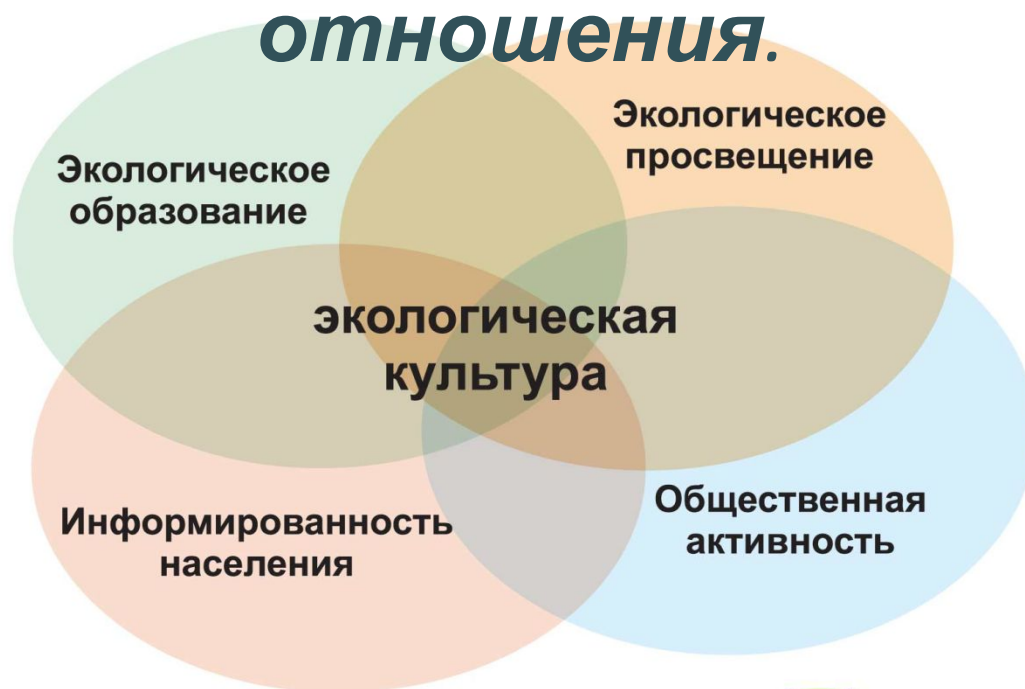 отношения.
Экологическое
образование
Экологическое
просвещение
экологическая
культура
Информированность
населения
Общественная
активность